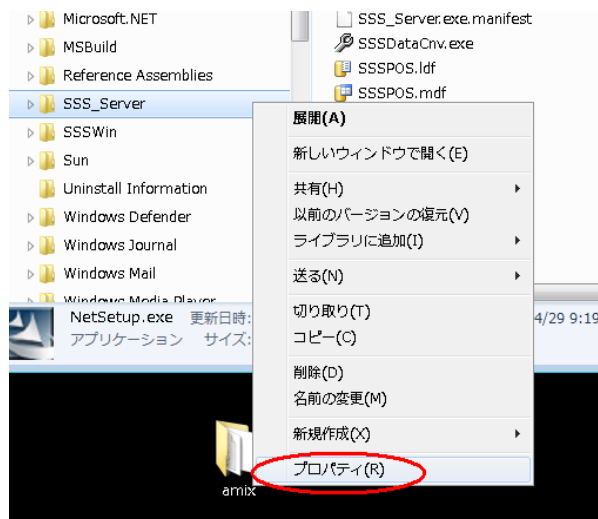 Microsoft.NET
MSBuild
Reference Assemblies
SSS_Server
SSSWin
Sun
Uninstall Information
Windows Defender
Windows Journal
Windows Mail
Windows Media Player
SSS_Server.exe.manifest
SSSDataCnv.exe
SSSPOS.ldf
SSSPOS.mdf
展開(A)
新しいウィンドウで開く(E)
共有(H)
以前のバージョンの復元(V)
ライブラリに追加(I)
送る(N)
切り取り(T)
コピー(C)
削除(D)
名前の変更(M)
新規作成(X)
プロパティ(R)
NetSetup.exe 更新日時: 4/29 9:19
アプリケーション サイズ:
amix